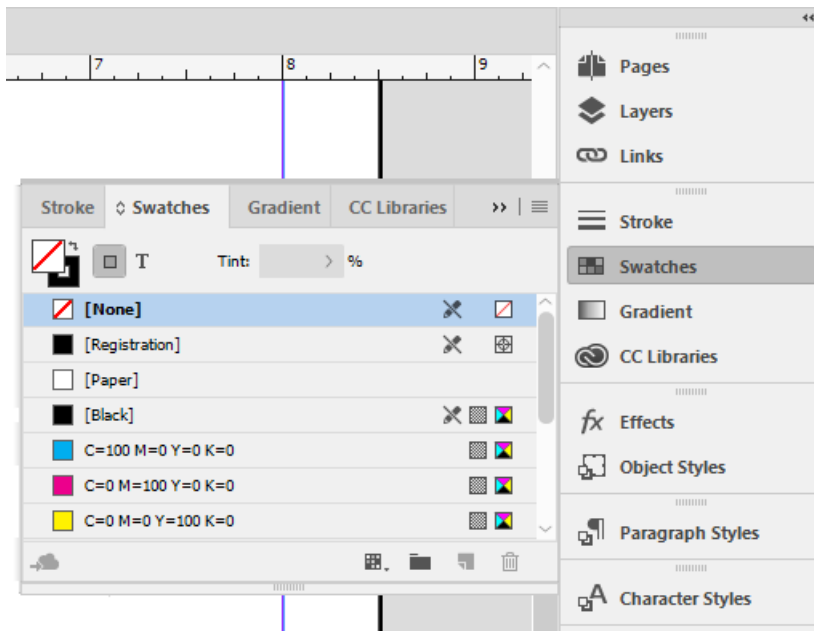 7 8 9
Pages
Layers
Links
Stroke Swatches Gradient CC Libraries
T Tint: %
[None]
[Registration]
[Paper]
[Black]
C=100 M=0 Y=0 K=0
C=0 M=100 Y=0 K=0
C=0 M=0 Y=100 K=0
Stroke
Swatches
Gradient
CC Libraries
fx Effects
Object Styles
Paragraph Styles
A Character Styles